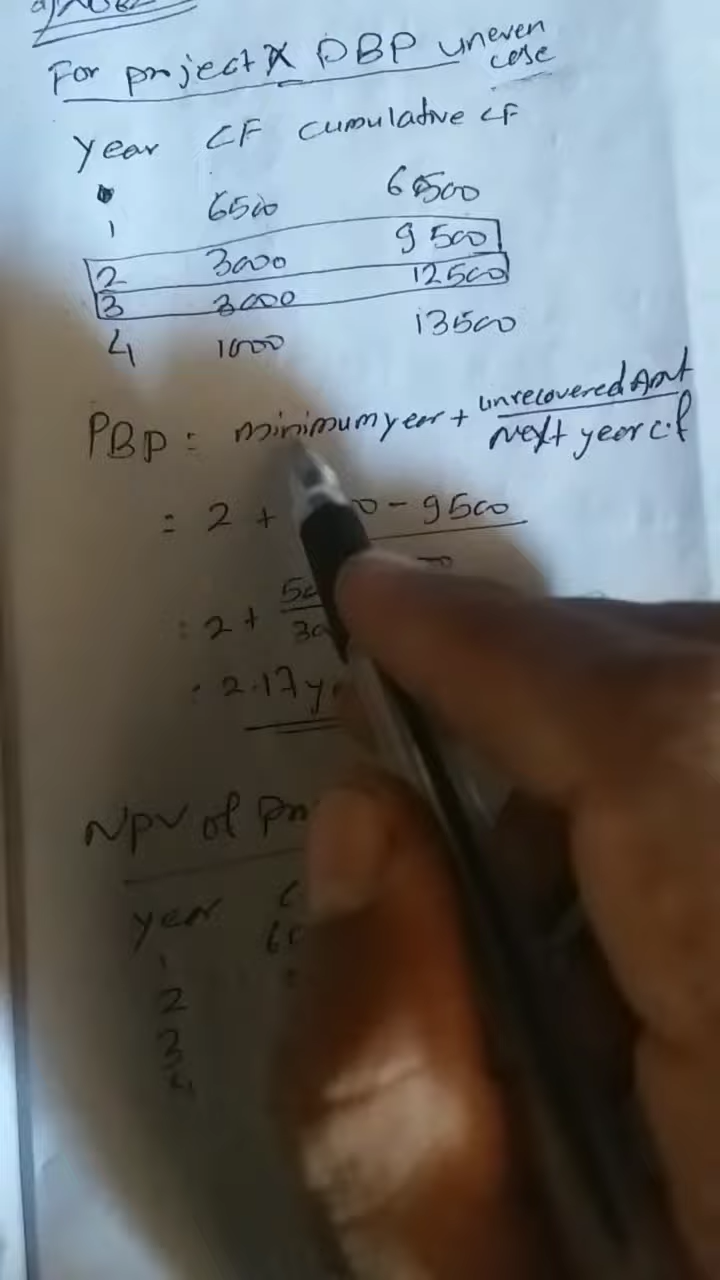 For project X PBP uneven
case
Year CF cumulative CF
1 6500 6500
2 3000 9500
3 3000 12500
4 1000 13500
PBP = minimum year + unrecovered Amt
Next year c.f
= 2 + - 9500
= 2 +
= 2.17
NPV of
year
1
2
3
4